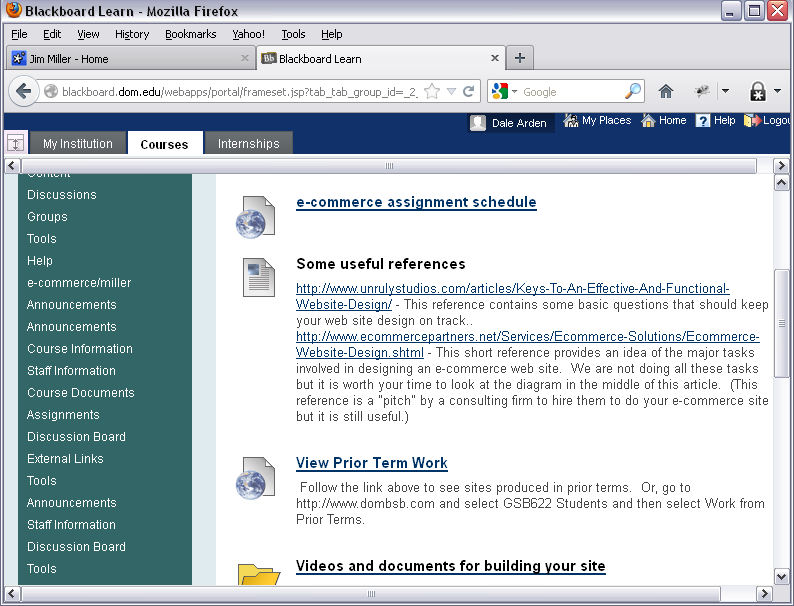 Blackboard Learn - Mozilla Firefox
File Edit View History Bookmarks Yahoo! Tools Help
Jim Miller - Home
Bb Blackboard Learn
blackboard.dom.edu/webapps/portal/frameset.jsp?tab_tab_group_id=_2_
Google
Dale Arden My Places Home ? Help Logou
My Institution Courses Internships
Content
Discussions
Groups
Tools
Help
e-commerce/miller
Announcements
Announcements
Course Information
Staff Information
Course Documents
Assignments
Discussion Board
External Links
Tools
Announcements
Staff Information
Discussion Board
Tools
e-commerce assignment schedule
Some useful references
http://www.unrulystudios.com/articles/Keys-To-An-Effective-And-Functional-
Website-Design/ - This reference contains some basic questions that should keep
your web site design on track..
http://www.ecommercepartners.net/Services/Ecommerce-Solutions/Ecommerce-
Website-Design.shtml - This short reference provides an idea of the major tasks
involved in designing an e-commerce web site. We are not doing all these tasks
but it is worth your time to look at the diagram in the middle of this article. (This
reference is a "pitch" by a consulting firm to hire them to do your e-commerce site
but it is still useful.)
View Prior Term Work
Follow the link above to see sites produced in prior terms. Or, go to
http://www.dombsb.com and select GSB622 Students and then select Work from
Prior Terms.
Videos and documents for building your site